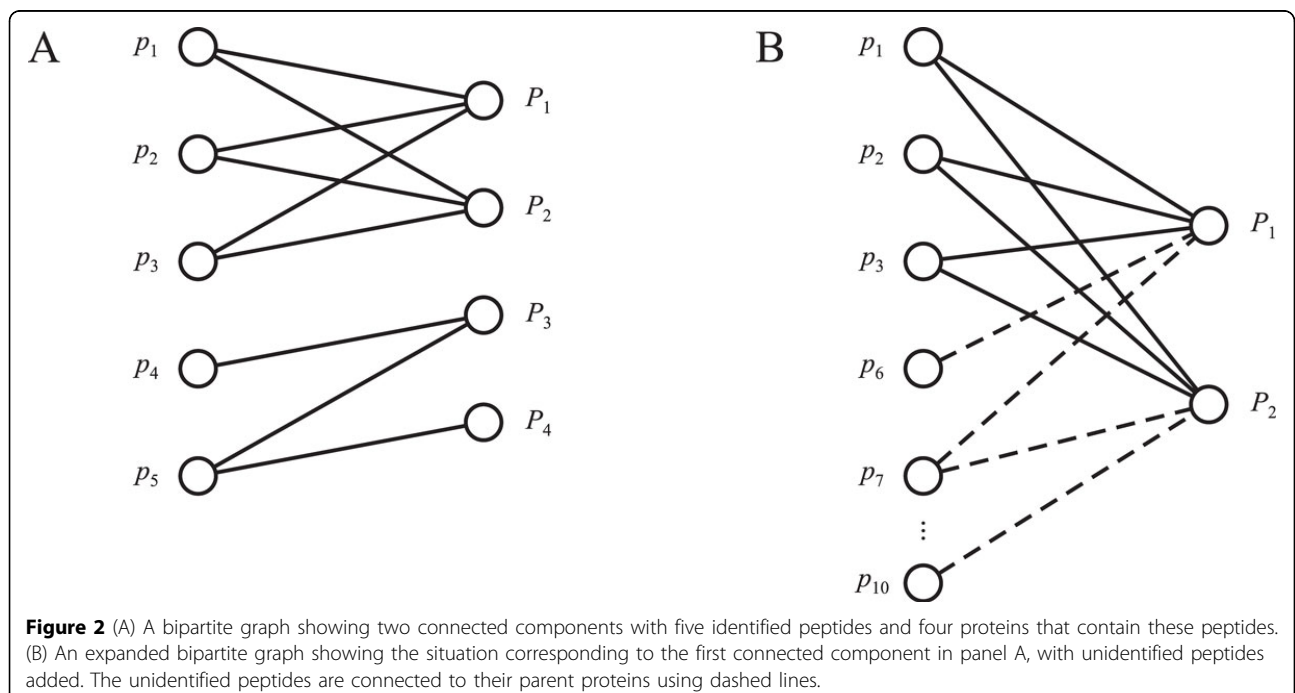 A
p1
p2
p3
p4
p5
P1
P2
P3
P4
B
p1
p2
p3
p6
p7
⋮
p10
P1
P2
Figure 2 (A) A bipartite graph showing two connected components with five identified peptides and four proteins that contain these peptides.
(B) An expanded bipartite graph showing the situation corresponding to the first connected component in panel A, with unidentified peptides
added. The unidentified peptides are connected to their parent proteins using dashed lines.